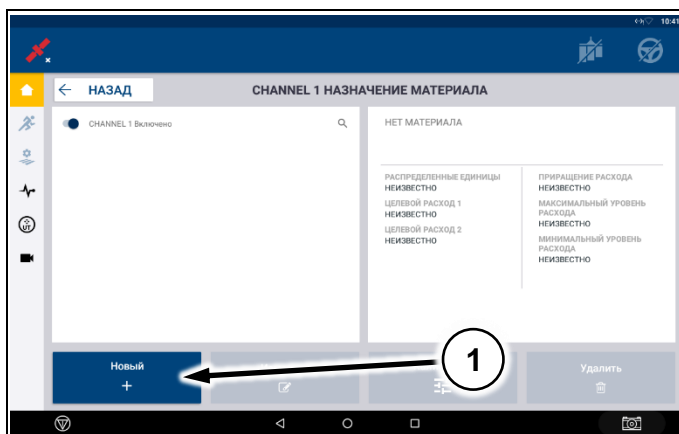 10:41
НАЗАД
CHANNEL 1 НАЗНАЧЕНИЕ МАТЕРИАЛА
CHANNEL 1 Включено
НЕТ МАТЕРИАЛА
РАСПРЕДЕЛЕННЫЕ ЕДИНИЦЫ
НЕИЗВЕСТНО
ЦЕЛЕВОЙ РАСХОД 1
НЕИЗВЕСТНО
ЦЕЛЕВОЙ РАСХОД 2
НЕИЗВЕСТНО
ПРИРАЩЕНИЕ РАСХОДА
НЕИЗВЕСТНО
МАКСИМАЛЬНЫЙ УРОВЕНЬ
РАСХОДА
НЕИЗВЕСТНО
МИНИМАЛЬНЫЙ УРОВЕНЬ
РАСХОДА
НЕИЗВЕСТНО
UT
Новый
1
Удалить